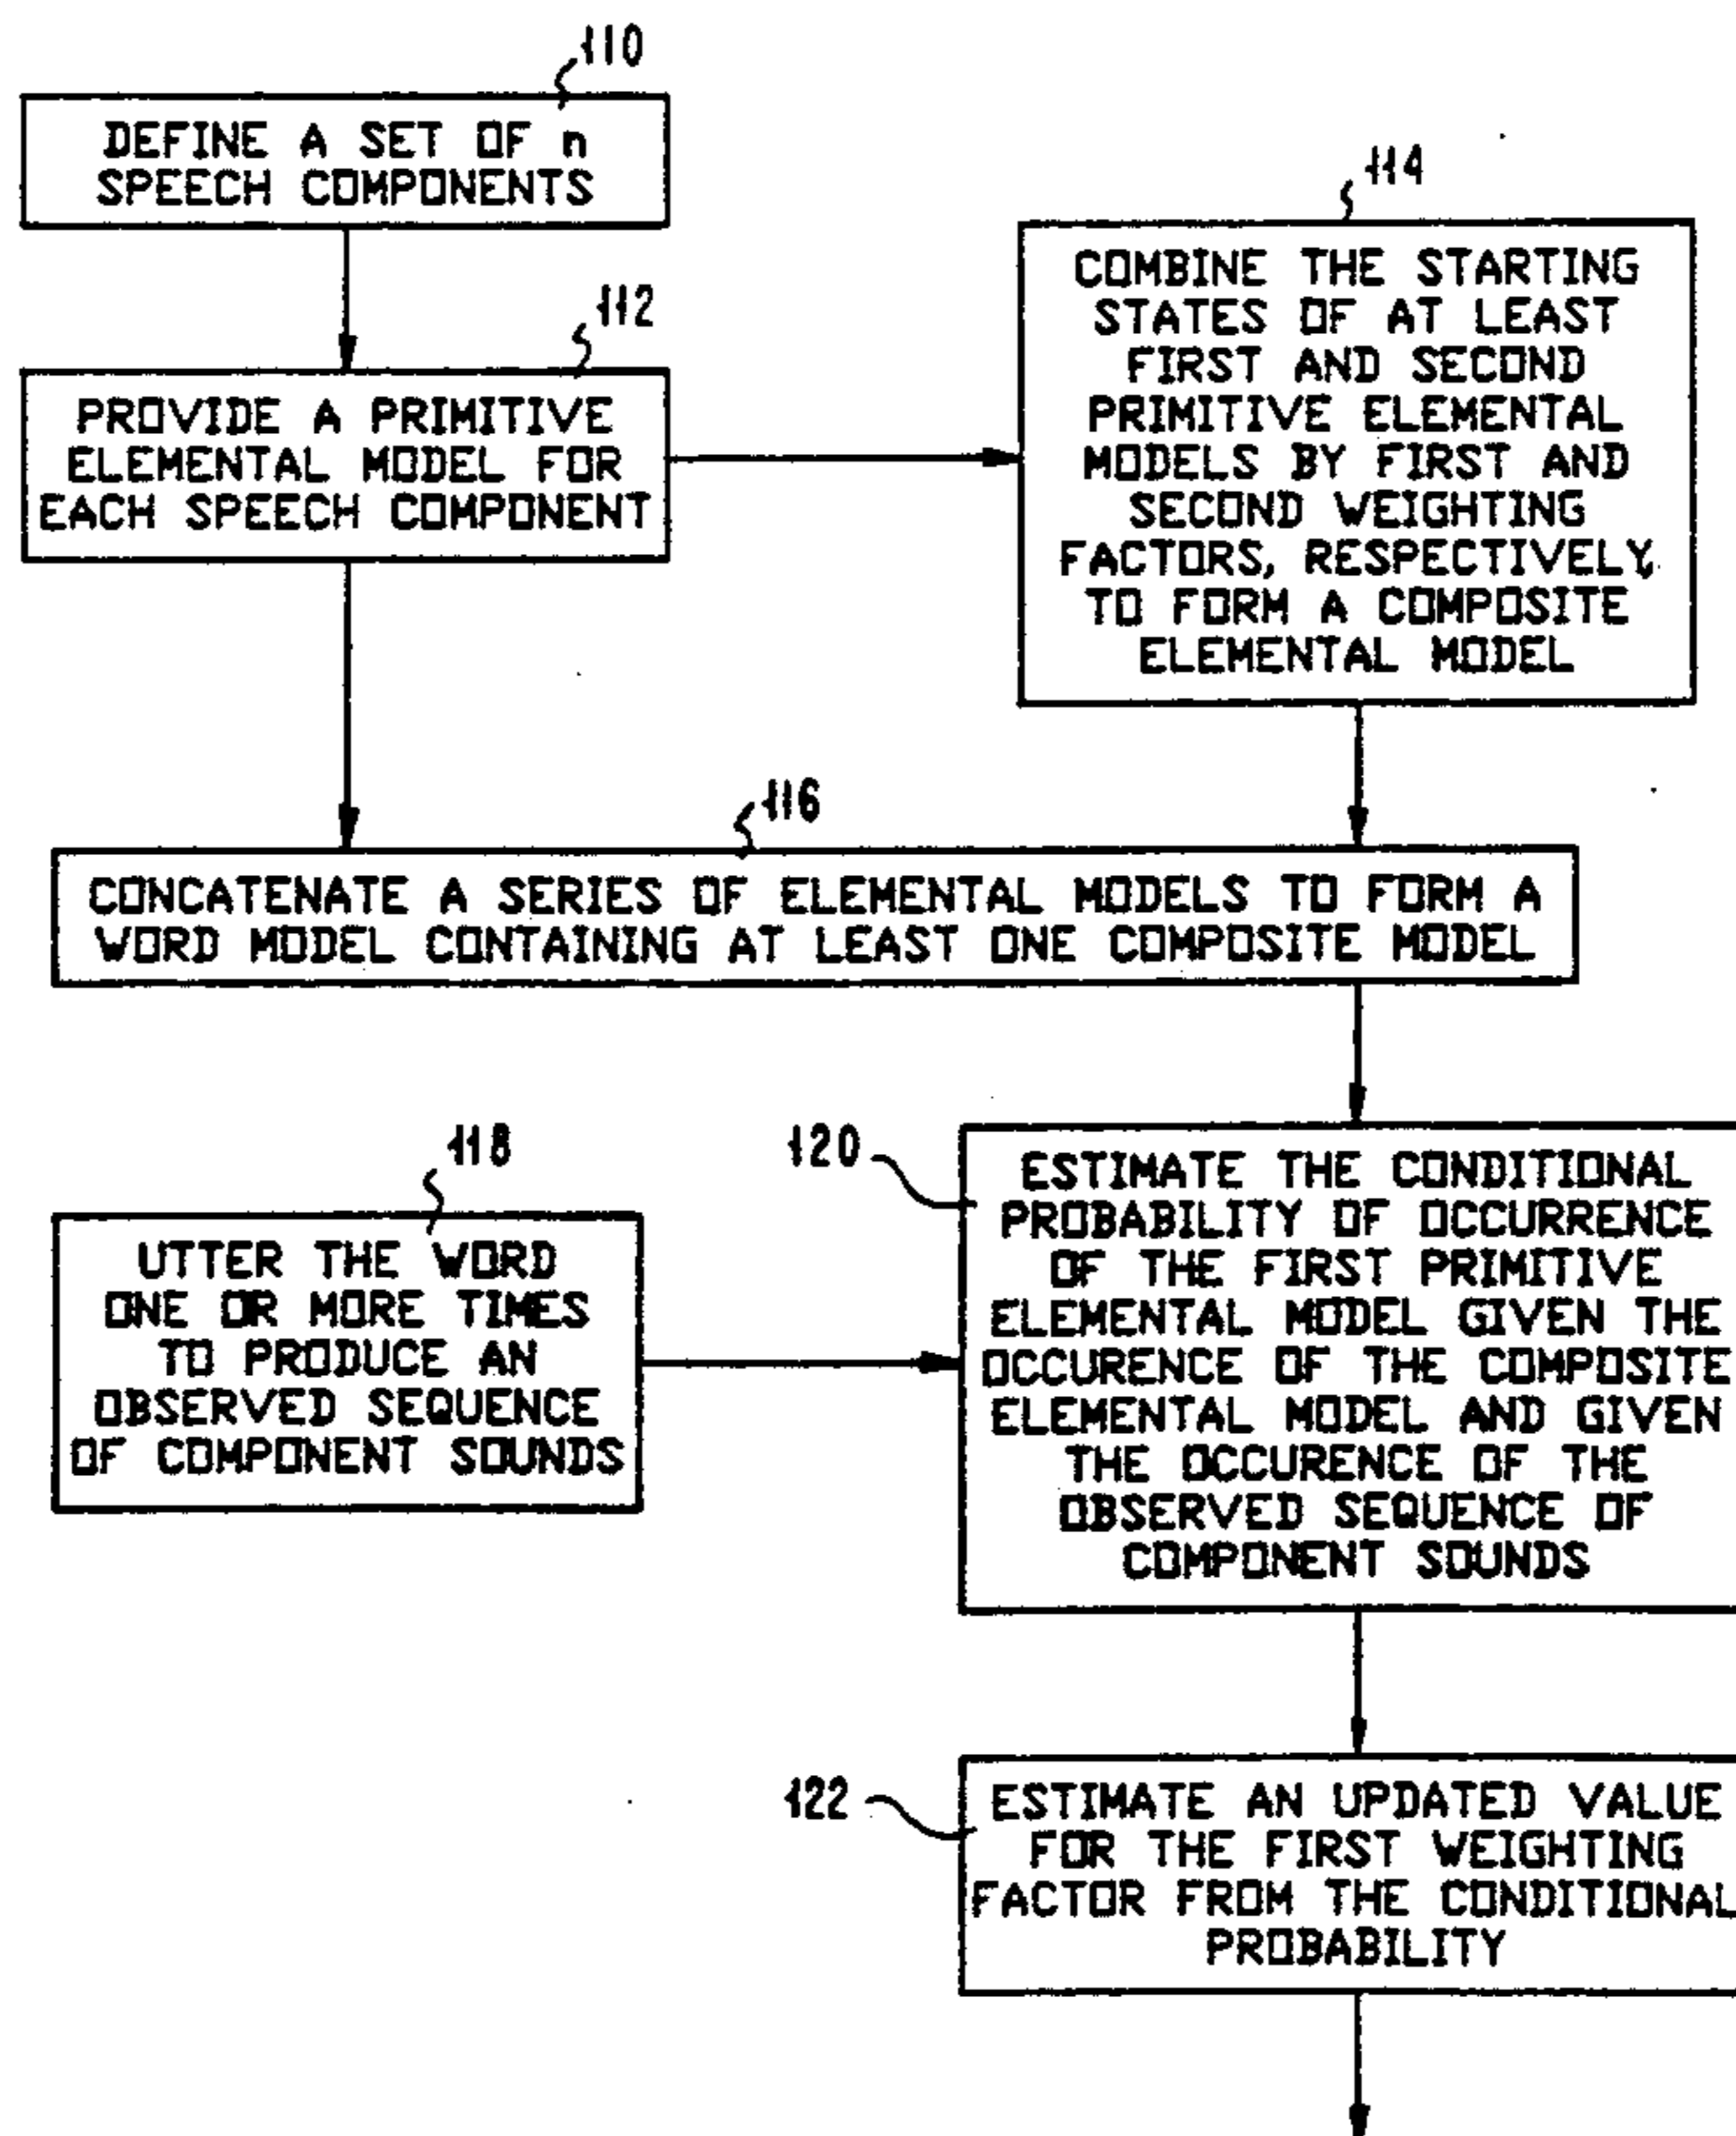 110
DEFINE A SET OF n
SPEECH COMPONENTS
112
PROVIDE A PRIMITIVE
ELEMENTAL MODEL FOR
EACH SPEECH COMPONENT
114
COMBINE THE STARTING
STATES OF AT LEAST
FIRST AND SECOND
PRIMITIVE ELEMENTAL
MODELS BY FIRST AND
SECOND WEIGHTING
FACTORS, RESPECTIVELY,
TO FORM A COMPOSITE
ELEMENTAL MODEL
116
CONCATENATE A SERIES OF ELEMENTAL MODELS TO FORM A
WORD MODEL CONTAINING AT LEAST ONE COMPOSITE MODEL
118
UTTER THE WORD
ONE OR MORE TIMES
TO PRODUCE AN
OBSERVED SEQUENCE
OF COMPONENT SOUNDS
120
ESTIMATE THE CONDITIONAL
PROBABILITY OF OCCURRENCE
OF THE FIRST PRIMITIVE
ELEMENTAL MODEL GIVEN THE
OCCURENCE OF THE COMPOSITE
ELEMENTAL MODEL AND GIVEN
THE OCCURENCE OF THE
OBSERVED SEQUENCE OF
COMPONENT SOUNDS
122
ESTIMATE AN UPDATED VALUE
FOR THE FIRST WEIGHTING
FACTOR FROM THE CONDITIONAL
PROBABILITY